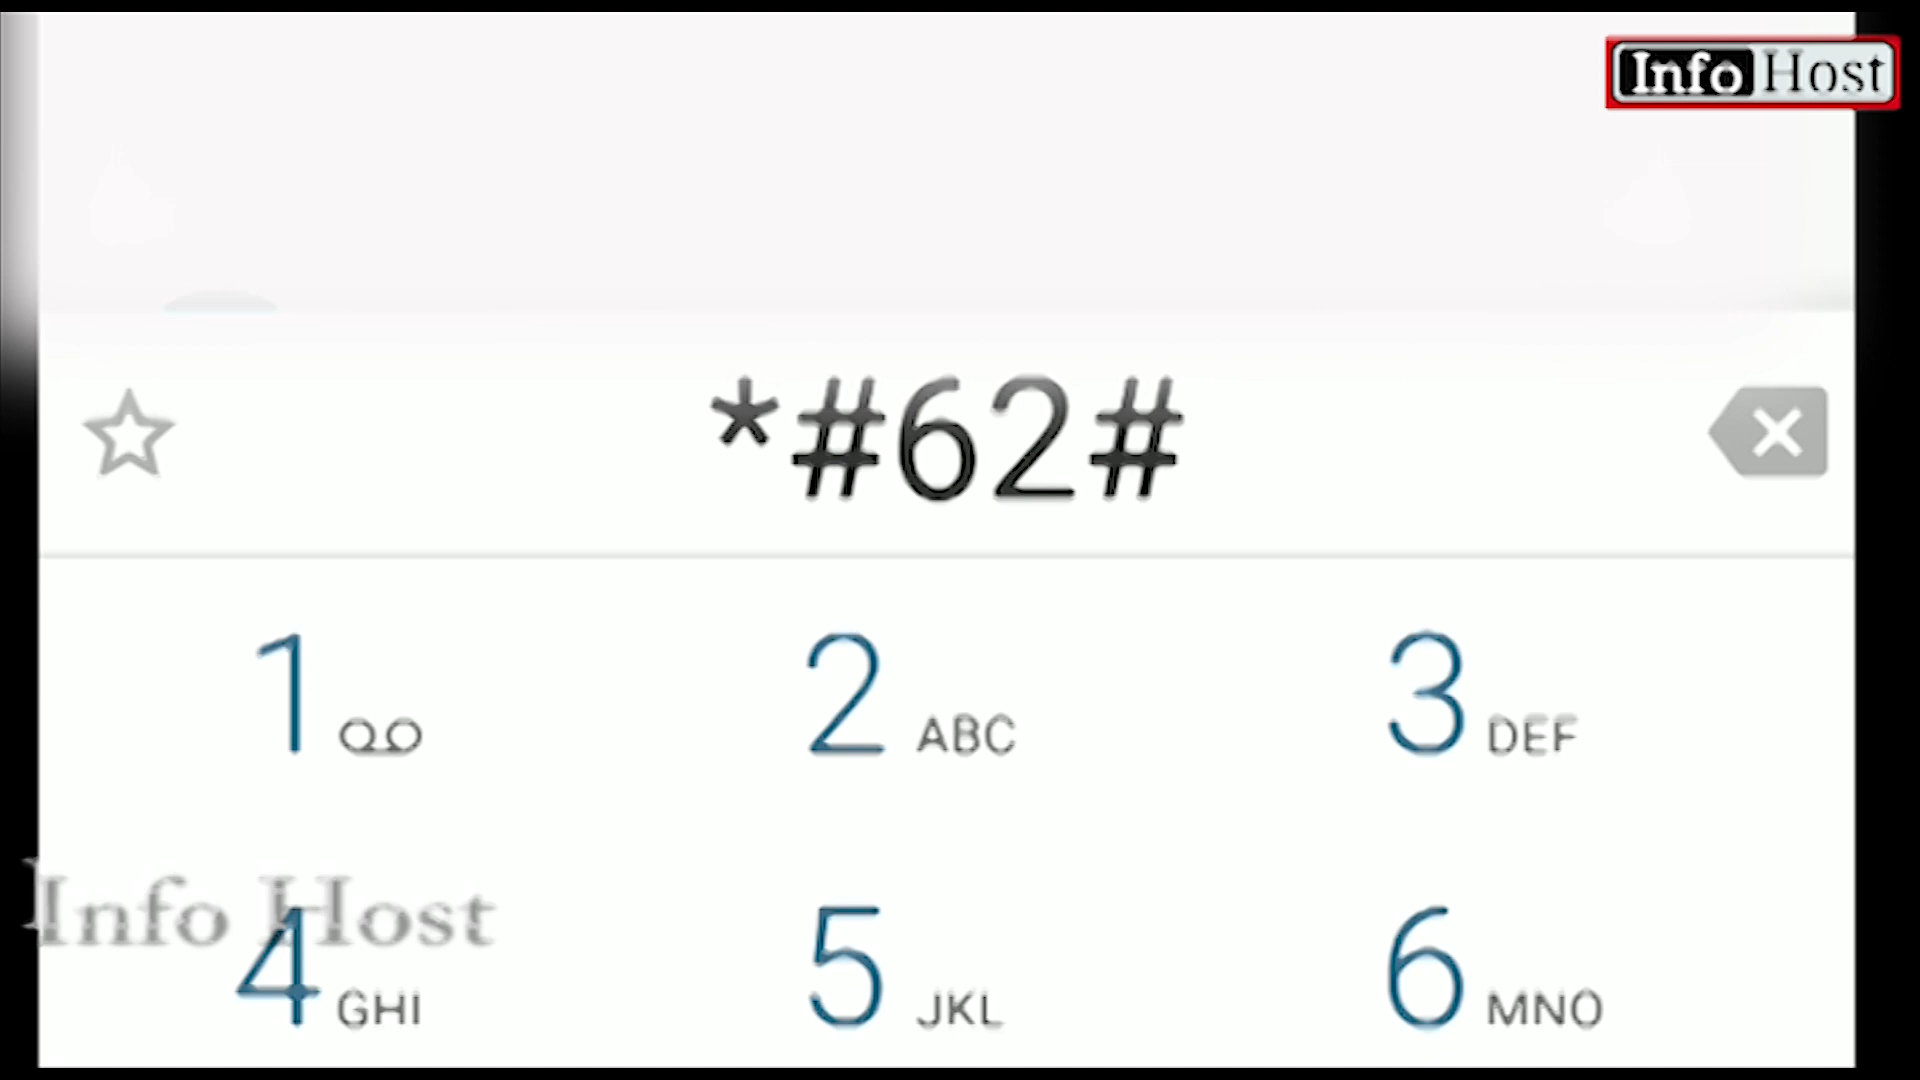 Info Host
*#62#
1
2 ABC
3 DEF
Info Host
4 GHI
5 JKL
6 MNO